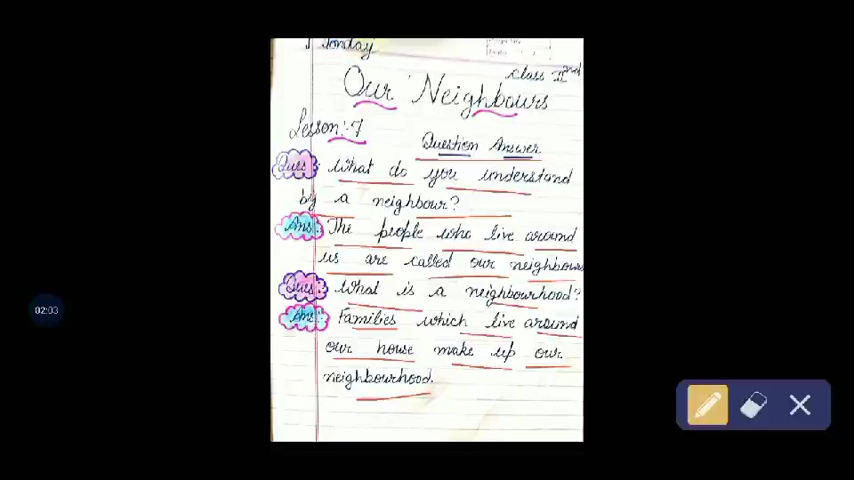 Class IInd
Our Neighbours
Lesson:-7
Question Answer
Ques: What do you understand
by a neighbour?
Ans: The people who live around
us are called our neighbours
Ques: What is a neighbourhood?
Ans: Families which live around
our house make up our
neighbourhood.
02:03